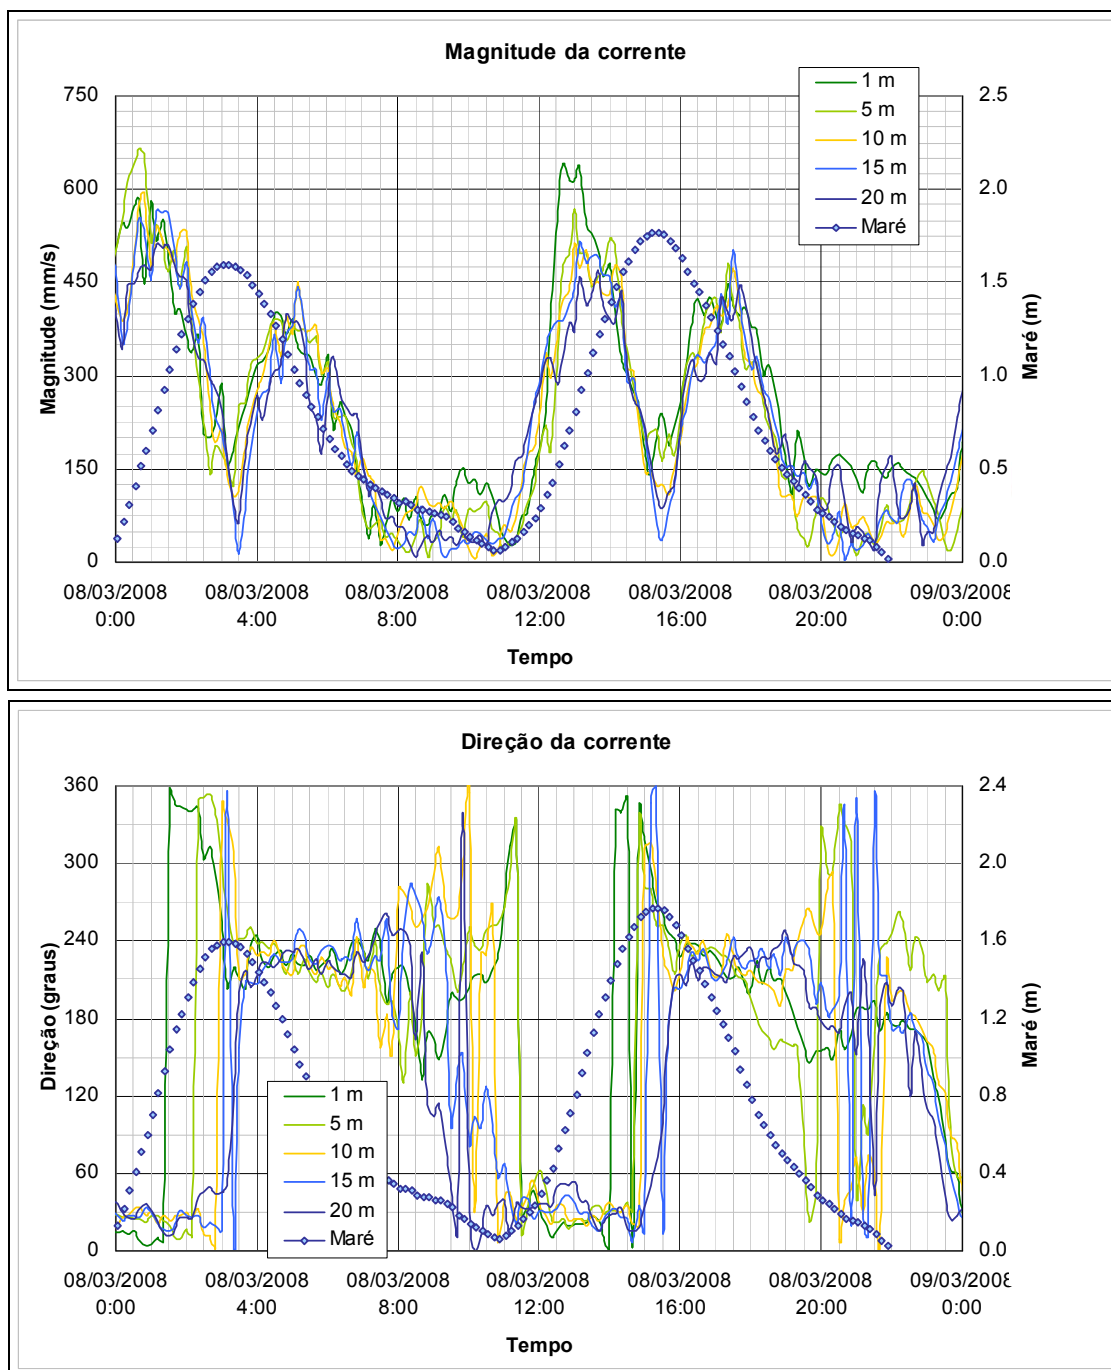 Magnitude da corrente
750
600
450
300
150
0
Magnitude (mm/s)
2.5
2.0
1.5
1.0
0.5
0.0
Maré (m)
1 m
5 m
10 m
15 m
20 m
Maré
08/03/2008 08/03/2008 08/03/2008 08/03/2008 08/03/2008 08/03/2008 09/03/2008
0:00 4:00 8:00 12:00 16:00 20:00 0:00
Tempo
Direção da corrente
360
300
240
180
120
60
0
Direção (graus)
2.4
2.0
1.6
1.2
0.8
0.4
0.0
Maré (m)
1 m
5 m
10 m
15 m
20 m
Maré
08/03/2008 08/03/2008 08/03/2008 08/03/2008 08/03/2008 08/03/2008 09/03/2008
0:00 4:00 8:00 12:00 16:00 20:00 0:00
Tempo